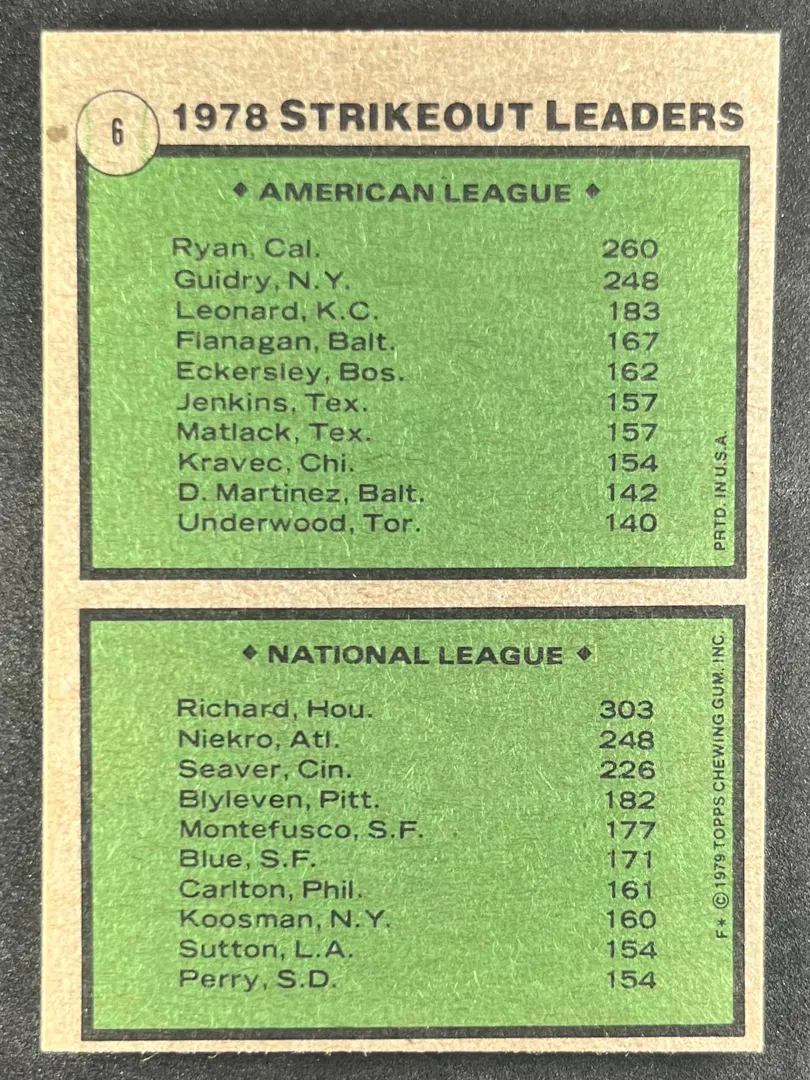 6
1978 STRIKEOUT LEADERS
♦ AMERICAN LEAGUE ♦
Ryan, Cal. 260
Guidry, N.Y. 248
Leonard, K.C. 183
Flanagan, Balt. 167
Eckersley, Bos. 162
Jenkins, Tex. 157
Matlack, Tex. 157
Kravec, Chi. 154
D. Martinez, Balt. 142
Underwood, Tor. 140
PRTD. IN U.S.A.
♦ NATIONAL LEAGUE ♦
Richard, Hou. 303
Niekro, Atl. 248
Seaver, Cin. 226
Blyleven, Pitt. 182
Montefusco, S.F. 177
Blue, S.F. 171
Carlton, Phil. 161
Koosman, N.Y. 160
Sutton, L.A. 154
Perry, S.D. 154
F* © 1979 TOPPS CHEWING GUM, INC.